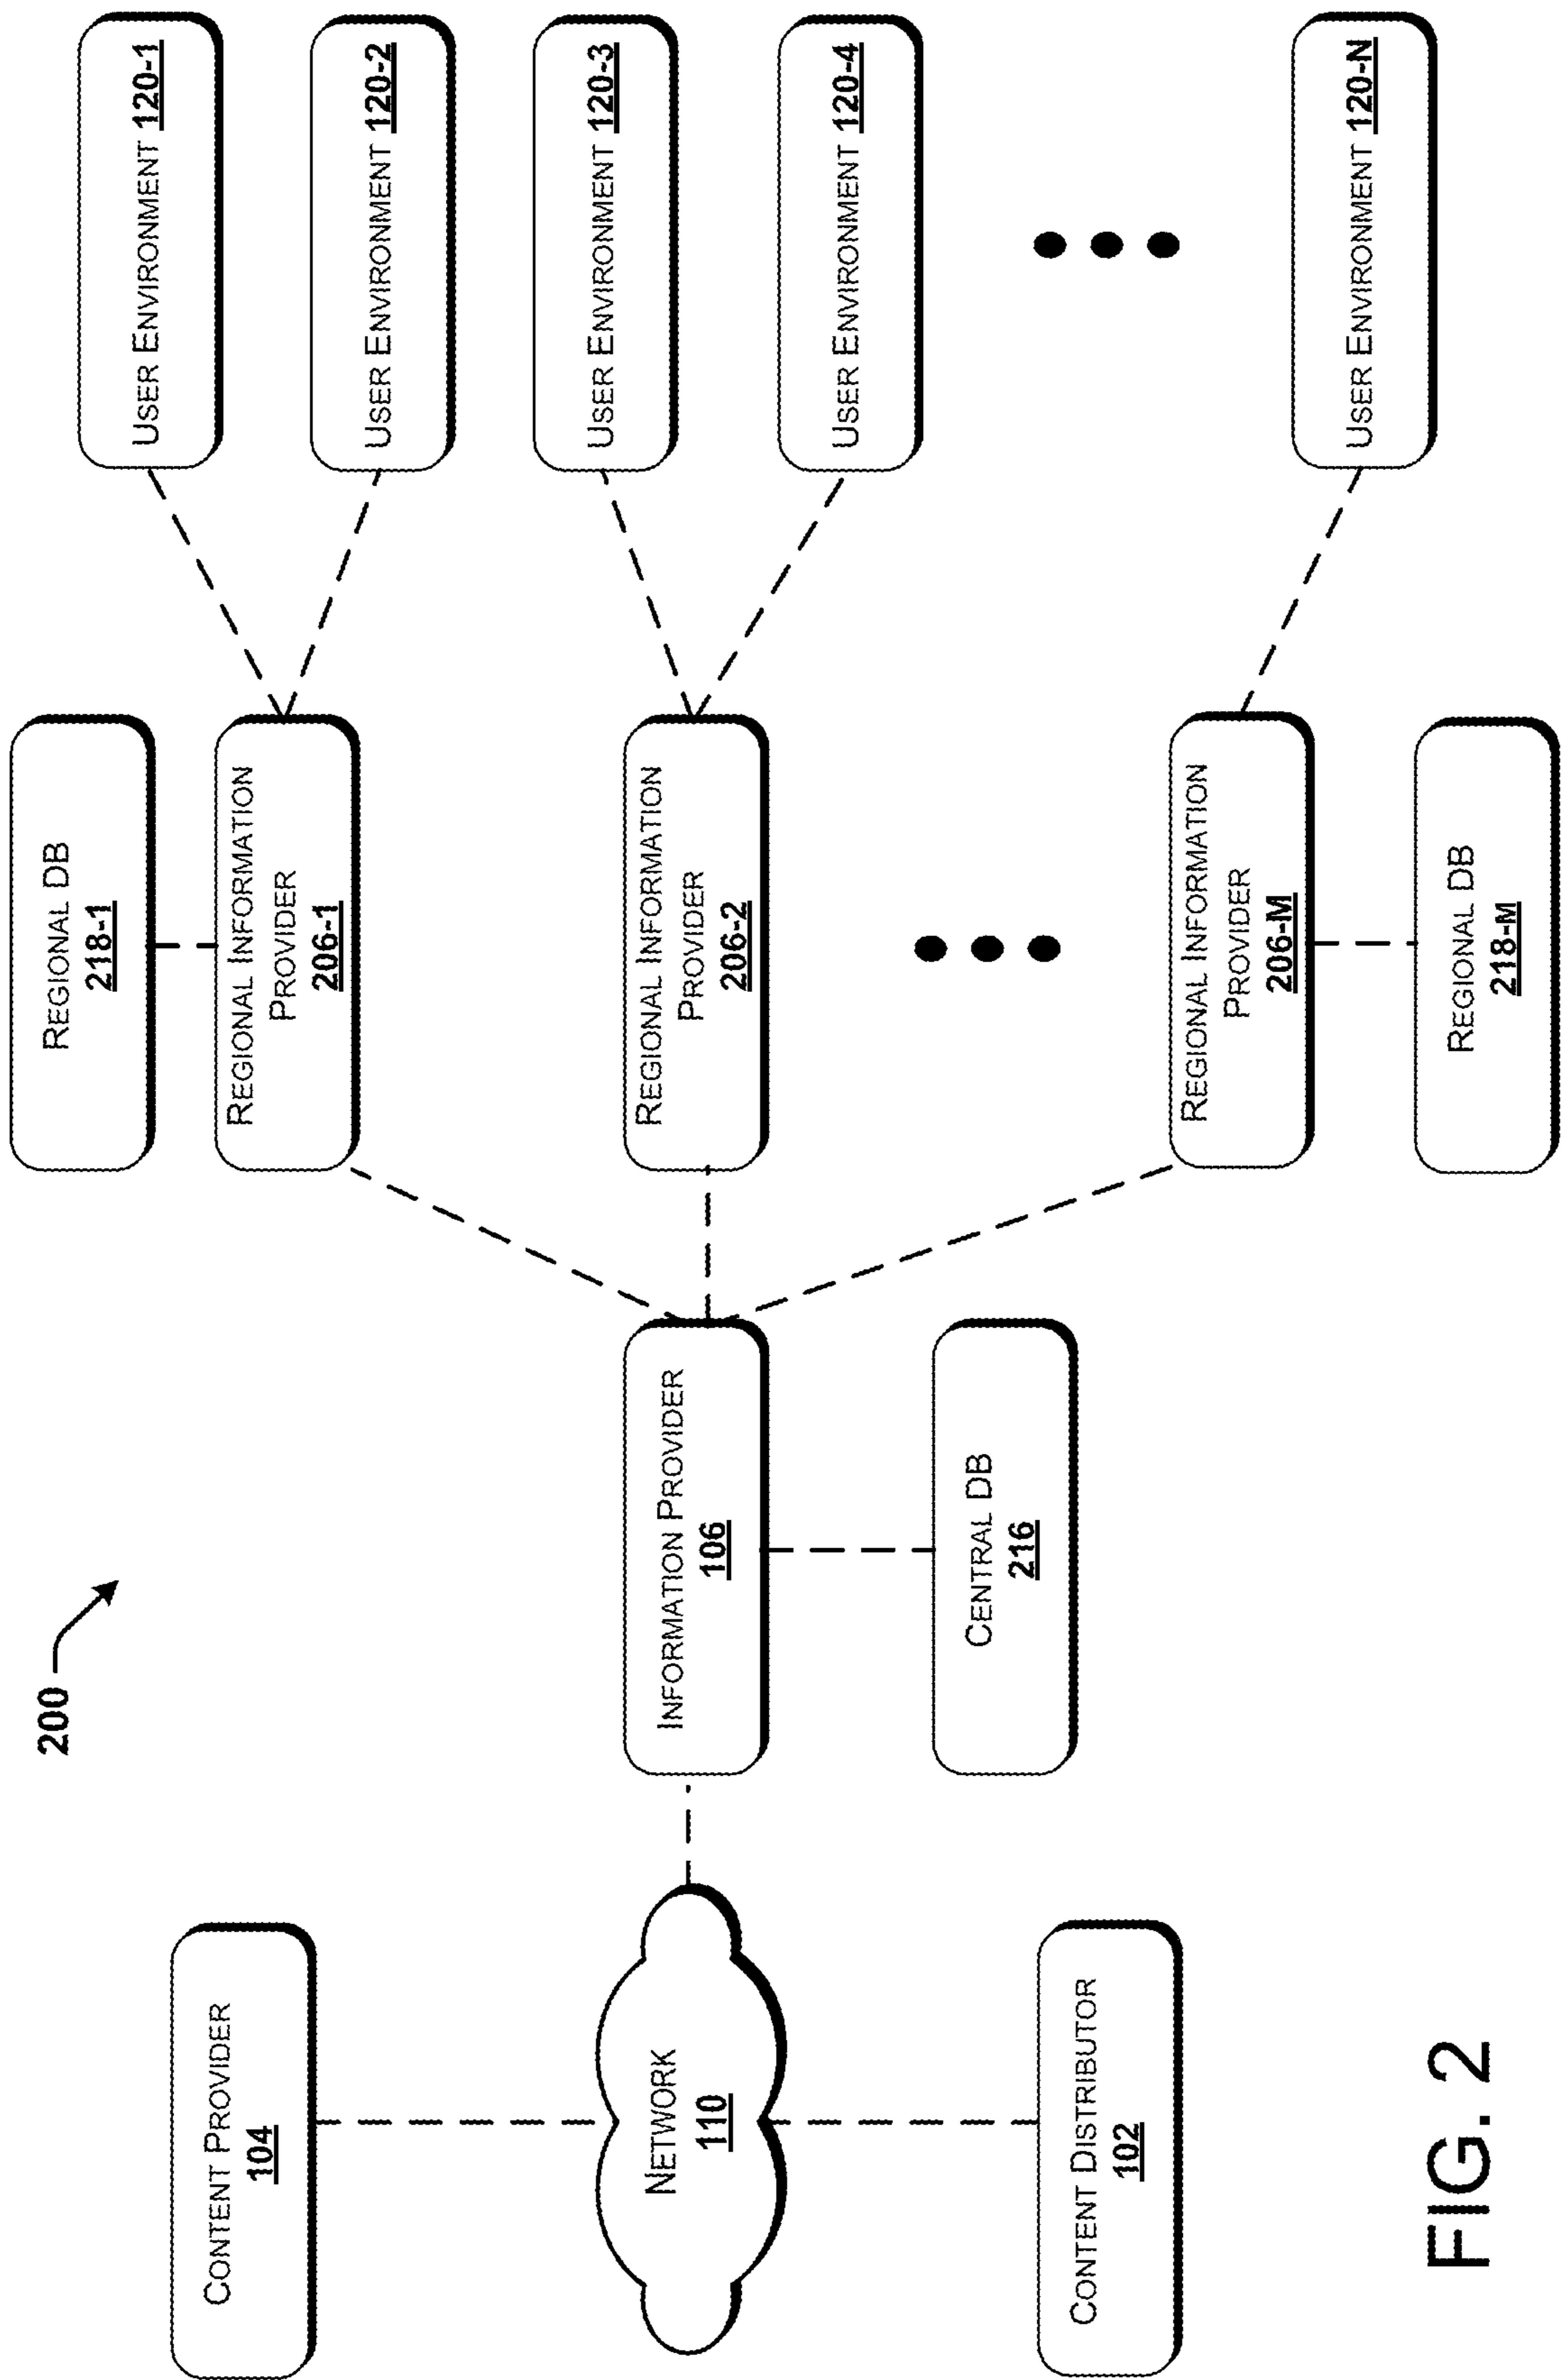 200
CONTENT PROVIDER
104
NETWORK
110
CONTENT DISTRIBUTOR
102
INFORMATION PROVIDER
106
CENTRAL DB
216
REGIONAL DB
218-1
REGIONAL INFORMATION
PROVIDER
206-1
REGIONAL INFORMATION
PROVIDER
206-2
REGIONAL INFORMATION
PROVIDER
206-M
REGIONAL DB
218-M
USER ENVIRONMENT 120-1
USER ENVIRONMENT 120-2
USER ENVIRONMENT 120-3
USER ENVIRONMENT 120-4
USER ENVIRONMENT 120-N
FIG. 2